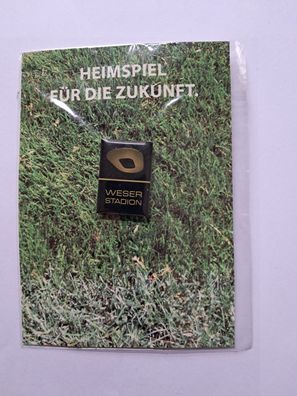 HEIMSPIEL
FÜR DIE ZUKUNFT.
WESER
STADION